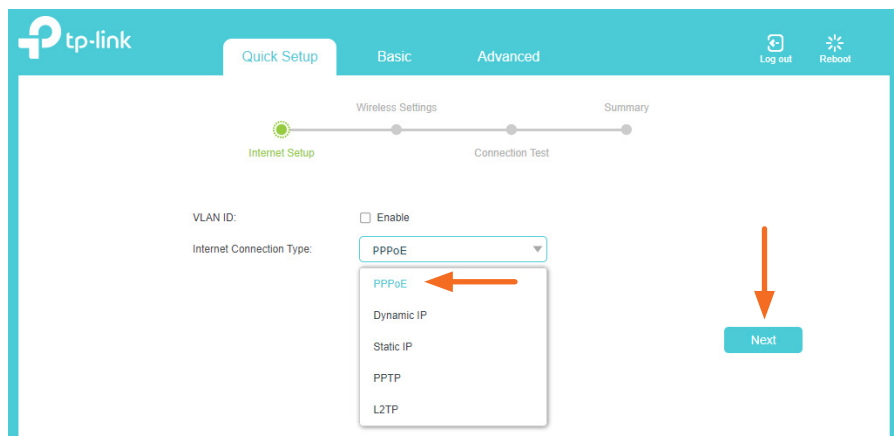 tp-link
Quick Setup Basic Advanced Log out Reboot
Wireless Settings Summary
Internet Setup Connection Test
VLAN ID: Enable
Internet Connection Type: PPPoE
PPPoE
Dynamic IP
Static IP
Next
PPTP
L2TP